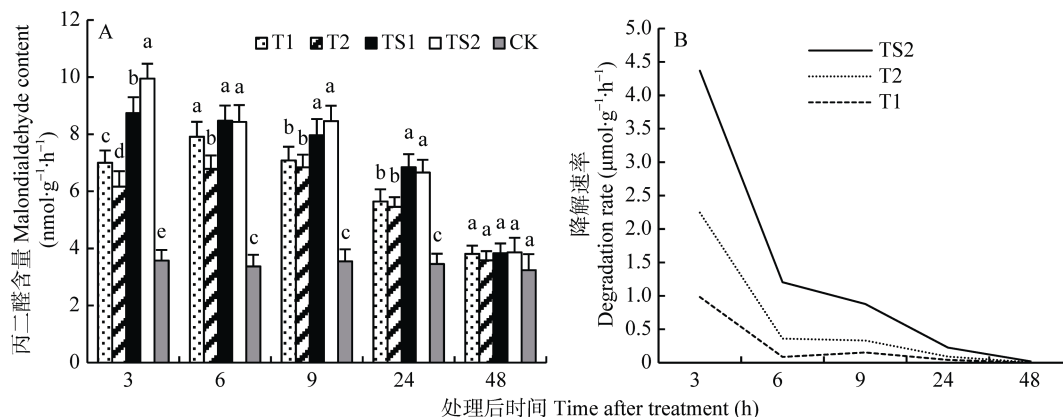 A
T1 T2 TS1 TS2 CK
丙二醛含量 Malondialdehyde content
(nmol·g⁻¹·h⁻¹)
12
10
8
6
4
2
0
c d b a e
a b a a c
b b a a c
b b a a c
a a a a a
3 6 9 24 48
B
TS2
T2
T1
降解速率
Degradation rate (μmol·g⁻¹·h⁻¹)
5.0
4.5
4.0
3.5
3.0
2.5
2.0
1.5
1.0
0.5
0
3 6 9 24 48
处理后时间 Time after treatment (h)